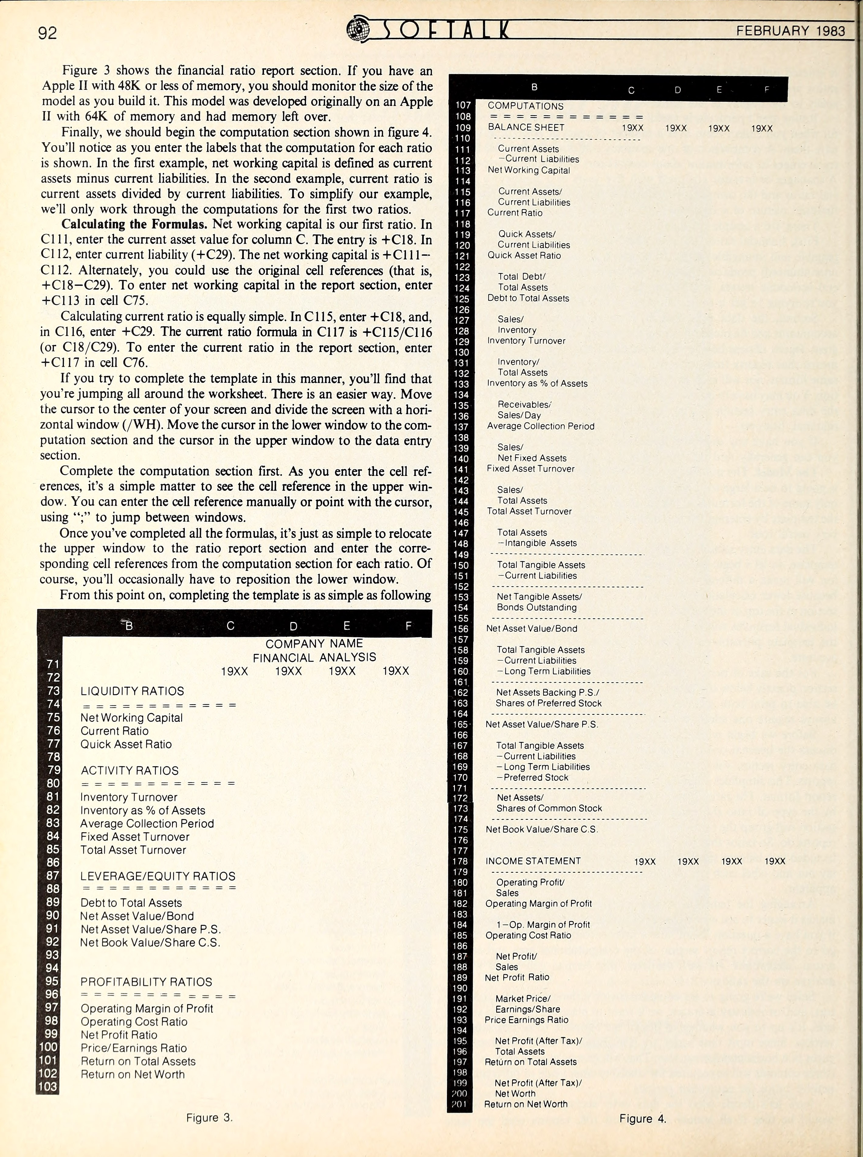 92
SOFTALK
FEBRUARY 1983
Figure 3 shows the financial ratio report section. If you have an
Apple II with 48K or less of memory, you should monitor the size of the
model as you build it. This model was developed originally on an Apple
II with 64K of memory and had memory left over.
Finally, we should begin the computation section shown in figure 4.
You'll notice as you enter the labels that the computation for each ratio
is shown. In the first example, net working capital is defined as current
assets minus current liabilities. In the second example, current ratio is
current assets divided by current liabilities. To simplify our example,
we'll only work through the computations for the first two ratios.
Calculating the Formulas. Net working capital is our first ratio. In
C111, enter the current asset value for column C. The entry is +C18. In
C112, enter current liability (+C29). The net working capital is +C111−
C112. Alternately, you could use the original cell references (that is,
+C18−C29). To enter net working capital in the report section, enter
+C113 in cell C75.
Calculating current ratio is equally simple. In C115, enter +C18, and,
in C116, enter +C29. The current ratio formula in C117 is +C115/C116
(or C18/C29). To enter the current ratio in the report section, enter
+C117 in cell C76.
If you try to complete the template in this manner, you'll find that
you're jumping all around the worksheet. There is an easier way. Move
the cursor to the center of your screen and divide the screen with a hori-
zontal window (/WH). Move the cursor in the lower window to the com-
putation section and the cursor in the upper window to the data entry
section.
Complete the computation section first. As you enter the cell ref-
erences, it's a simple matter to see the cell reference in the upper win-
dow. You can enter the cell reference manually or point with the cursor,
using ";" to jump between windows.
Once you've completed all the formulas, it's just as simple to relocate
the upper window to the ratio report section and enter the corre-
sponding cell references from the computation section for each ratio. Of
course, you'll occasionally have to reposition the lower window.
From this point on, completing the template is as simple as following
B C D E F
COMPANY NAME
71 FINANCIAL ANALYSIS
72 19XX 19XX 19XX 19XX
73 LIQUIDITY RATIOS
74 = = = = = = = = = = = =
75 Net Working Capital
76 Current Ratio
77 Quick Asset Ratio
78
79 ACTIVITY RATIOS
80 = = = = = = = = = = = =
81 Inventory Turnover
82 Inventory as % of Assets
83 Average Collection Period
84 Fixed Asset Turnover
85 Total Asset Turnover
86
87 LEVERAGE/EQUITY RATIOS
88 = = = = = = = = = = = =
89 Debt to Total Assets
90 Net Asset Value/Bond
91 Net Asset Value/Share P.S.
92 Net Book Value/Share C.S.
93
94
95 PROFITABILITY RATIOS
96 = = = = = = = = = = = =
97 Operating Margin of Profit
98 Operating Cost Ratio
99 Net Profit Ratio
100 Price/Earnings Ratio
101 Return on Total Assets
102 Return on Net Worth
103
Figure 3.
B C D E F
107 COMPUTATIONS
108 = = = = = = = = = = = =
109 BALANCE SHEET 19XX 19XX 19XX 19XX
110 ------------------------------
111 Current Assets
112 −Current Liabilities
113 Net Working Capital
114
115 Current Assets/
116 Current Liabilities
117 Current Ratio
118
119 Quick Assets/
120 Current Liabilities
121 Quick Asset Ratio
122
123 Total Debt/
124 Total Assets
125 Debt to Total Assets
126
127 Sales/
128 Inventory
129 Inventory Turnover
130
131 Inventory/
132 Total Assets
133 Inventory as % of Assets
134
135 Receivables/
136 Sales/Day
137 Average Collection Period
138
139 Sales/
140 Net Fixed Assets
141 Fixed Asset Turnover
142
143 Sales/
144 Total Assets
145 Total Asset Turnover
146
147 Total Assets
148 −Intangible Assets
149 ------------------------------
150 Total Tangible Assets
151 −Current Liabilities
152 ------------------------------
153 Net Tangible Assets/
154 Bonds Outstanding
155 ------------------------------
156 Net Asset Value/Bond
157
158 Total Tangible Assets
159 −Current Liabilities
160 −Long Term Liabilities
161 ------------------------------
162 Net Assets Backing P.S./
163 Shares of Preferred Stock
164 ------------------------------
165 Net Asset Value/Share P.S.
166
167 Total Tangible Assets
168 −Current Liabilities
169 −Long Term Liabilities
170 −Preferred Stock
171 ------------------------------
172 Net Assets/
173 Shares of Common Stock
174 ------------------------------
175 Net Book Value/Share C.S.
176
177
178 INCOME STATEMENT 19XX 19XX 19XX 19XX
179 ------------------------------
180 Operating Profit/
181 Sales
182 Operating Margin of Profit
183
184 1−Op. Margin of Profit
185 Operating Cost Ratio
186
187 Net Profit/
188 Sales
189 Net Profit Ratio
190
191 Market Price/
192 Earnings/Share
193 Price Earnings Ratio
194
195 Net Profit (After Tax)/
196 Total Assets
197 Return on Total Assets
198
199 Net Profit (After Tax)/
200 Net Worth
201 Return on Net Worth
Figure 4.